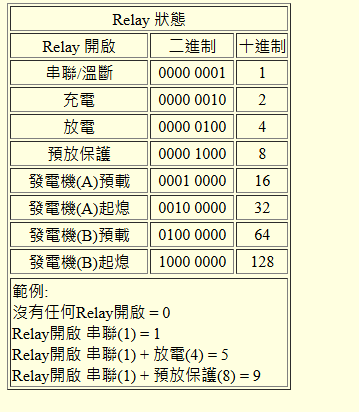 Relay 狀態
Relay 開啟 二進制 十進制
串聯/溫斷 0000 0001 1
充電 0000 0010 2
放電 0000 0100 4
預放保護 0000 1000 8
發電機(A)預載 0001 0000 16
發電機(A)起熄 0010 0000 32
發電機(B)預載 0100 0000 64
發電機(B)起熄 1000 0000 128
範例:
沒有任何Relay開啟 = 0
Relay開啟 串聯(1) = 1
Relay開啟 串聯(1) + 放電(4) = 5
Relay開啟 串聯(1) + 預放保護(8) = 9